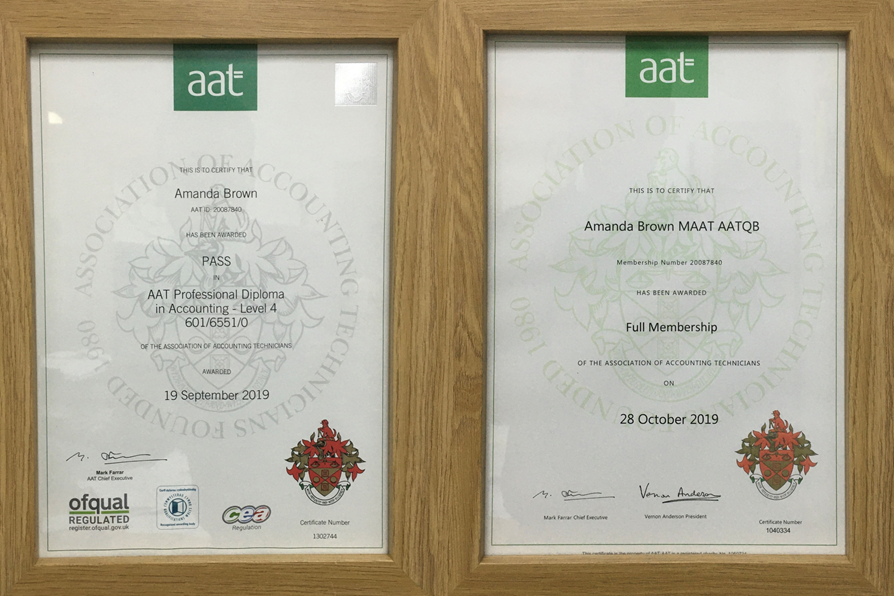 aat
THIS IS TO CERTIFY THAT
Amanda Brown
AAT ID: 20087840
HAS BEEN AWARDED
PASS
IN
AAT Professional Diploma
in Accounting - Level 4
601/6551/0
OF THE ASSOCIATION OF ACCOUNTING TECHNICIANS
AWARDED
19 September 2019
ASSOCIATION OF ACCOUNTING TECHNICIANS FOUNDED 1980
Mark Farrar
AAT Chief Executive
ofqual
REGULATED
register.ofqual.gov.uk
cea
Regulation
Certificate Number
1302744
aat
THIS IS TO CERTIFY THAT
Amanda Brown MAAT AATQB
Membership Number 20087840
HAS BEEN AWARDED
Full Membership
OF THE ASSOCIATION OF ACCOUNTING TECHNICIANS
ON
28 October 2019
ASSOCIATION OF ACCOUNTING TECHNICIANS FOUNDED 1980
Vernon Anderson
Mark Farrar Chief Executive
Vernon Anderson President
Certificate Number
1040334